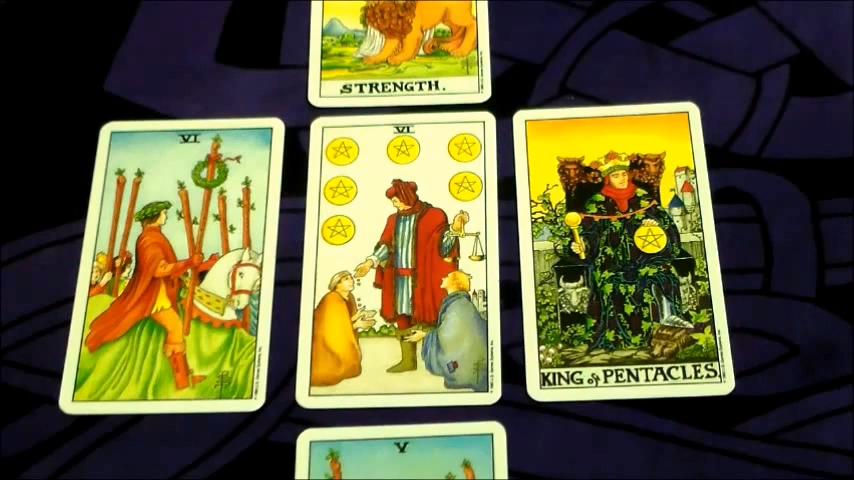 STRENGTH.
VI
VI
KING of PENTACLES.
V